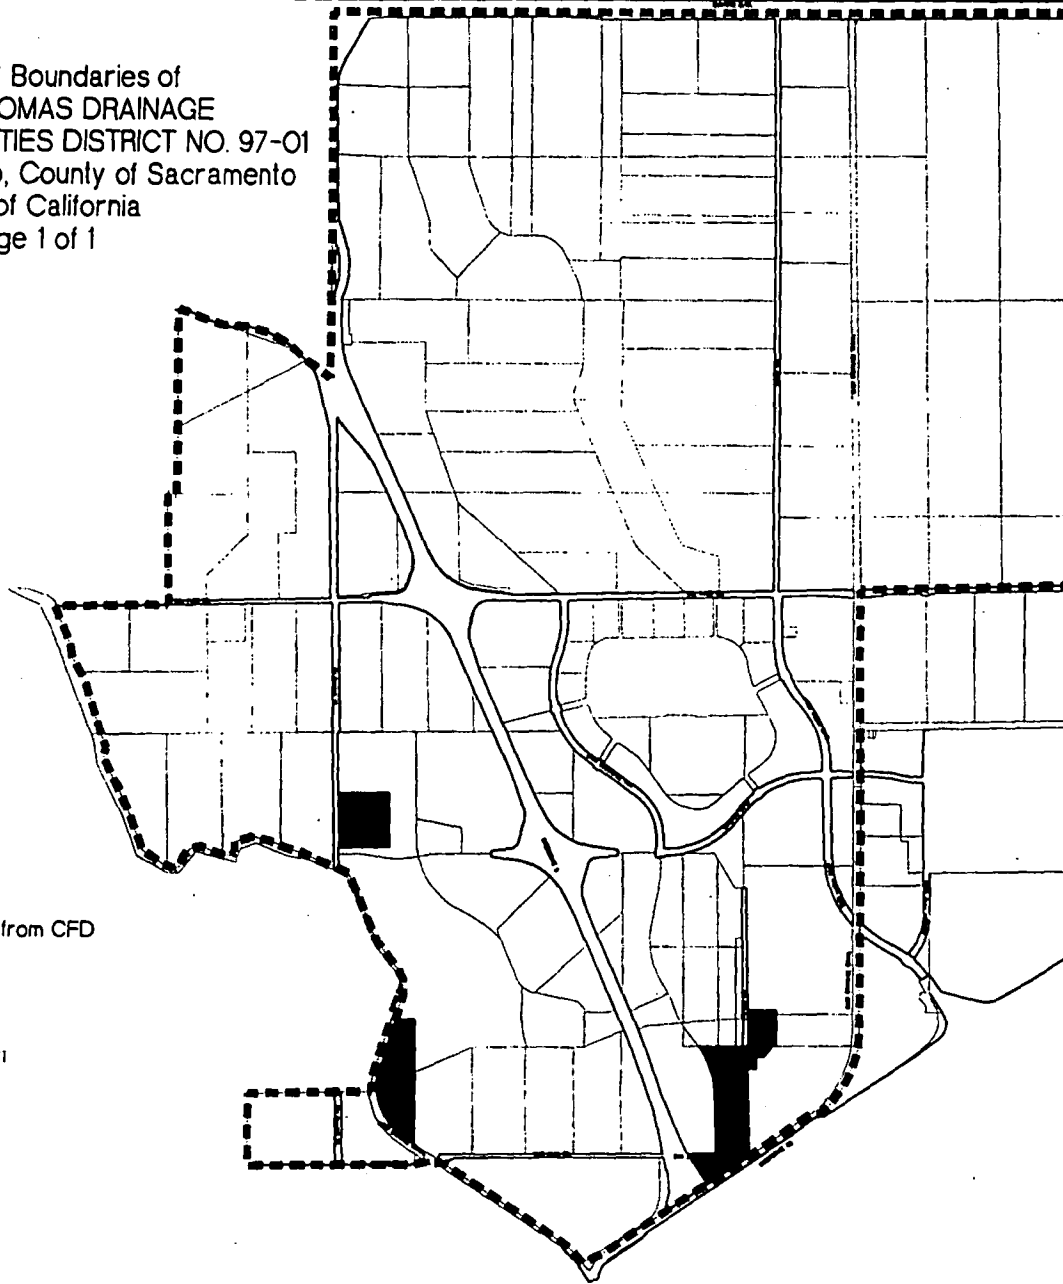 Boundaries of
OMAS DRAINAGE
TIES DISTRICT NO. 97-01
, County of Sacramento
of California
ge 1 of 1
from CFD